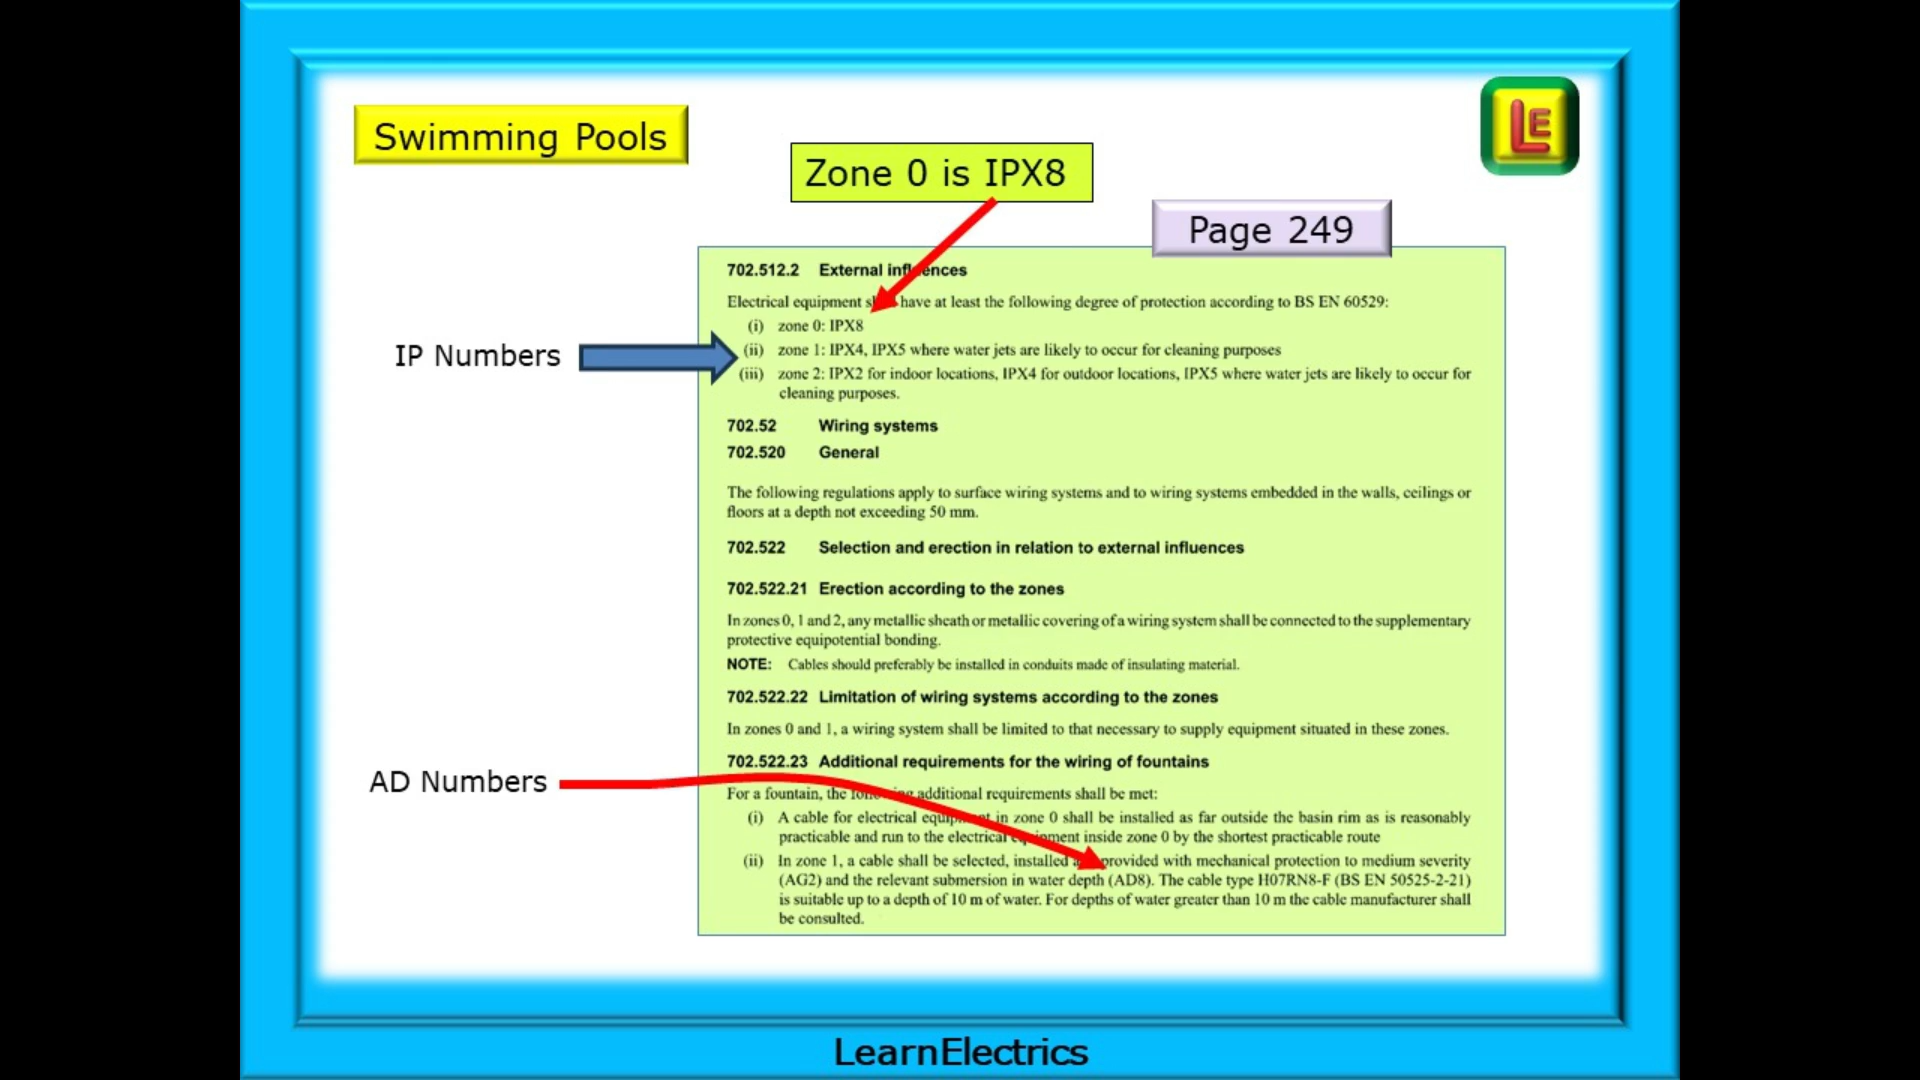 Swimming Pools
LE
Zone 0 is IPX8
Page 249
702.512.2 External influences
Electrical equipment shall have at least the following degree of protection according to BS EN 60529:
(i) zone 0: IPX8
IP Numbers
(ii) zone 1: IPX4, IPX5 where water jets are likely to occur for cleaning purposes
(iii) zone 2: IPX2 for indoor locations, IPX4 for outdoor locations, IPX5 where water jets are likely to occur for
cleaning purposes.
702.52 Wiring systems
702.520 General
The following regulations apply to surface wiring systems and to wiring systems embedded in the walls, ceilings or
floors at a depth not exceeding 50 mm.
702.522 Selection and erection in relation to external influences
702.522.21 Erection according to the zones
In zones 0, 1 and 2, any metallic sheath or metallic covering of a wiring system shall be connected to the supplementary
protective equipotential bonding.
NOTE: Cables should preferably be installed in conduits made of insulating material.
702.522.22 Limitation of wiring systems according to the zones
In zones 0 and 1, a wiring system shall be limited to that necessary to supply equipment situated in these zones.
702.522.23 Additional requirements for the wiring of fountains
AD Numbers
For a fountain, the following additional requirements shall be met:
(i) A cable for electrical equipment in zone 0 shall be installed as far outside the basin rim as is reasonably
practicable and run to the electrical equipment inside zone 0 by the shortest practicable route
(ii) In zone 1, a cable shall be selected, installed and provided with mechanical protection to medium severity
(AG2) and the relevant submersion in water depth (AD8). The cable type H07RN8-F (BS EN 50525-2-21)
is suitable up to a depth of 10 m of water. For depths of water greater than 10 m the cable manufacturer shall
be consulted.
LearnElectrics